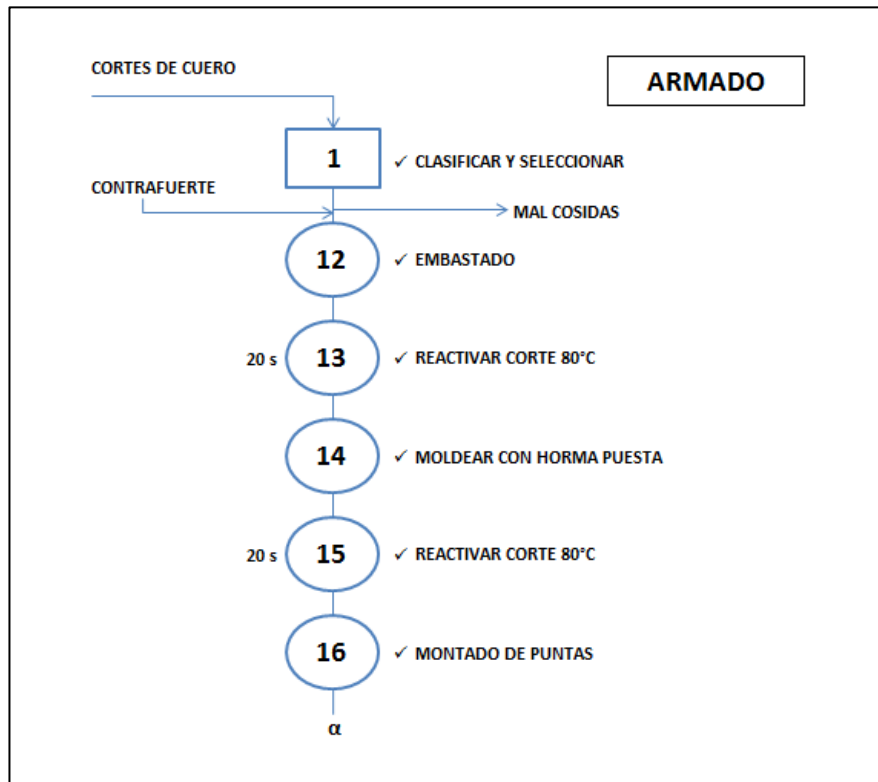 CORTES DE CUERO
ARMADO
1
✓ CLASIFICAR Y SELECCIONAR
CONTRAFUERTE
MAL COSIDAS
12
✓ EMBASTADO
20 s
13
✓ REACTIVAR CORTE 80°C
14
✓ MOLDEAR CON HORMA PUESTA
20 s
15
✓ REACTIVAR CORTE 80°C
16
✓ MONTADO DE PUNTAS
α